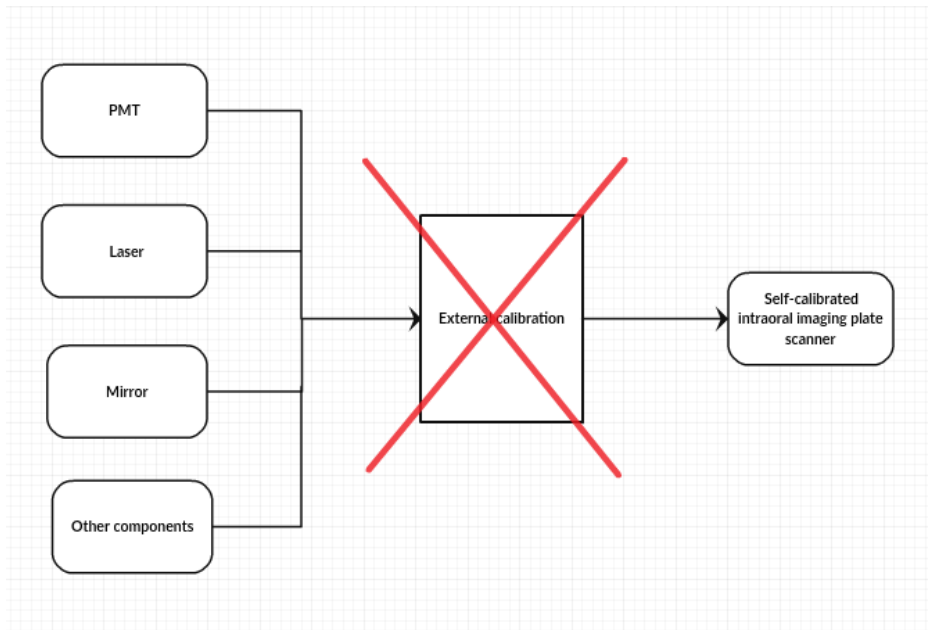 PMT
Laser
Mirror
Other components
External calibration
Self-calibrated
intraoral imaging plate
scanner